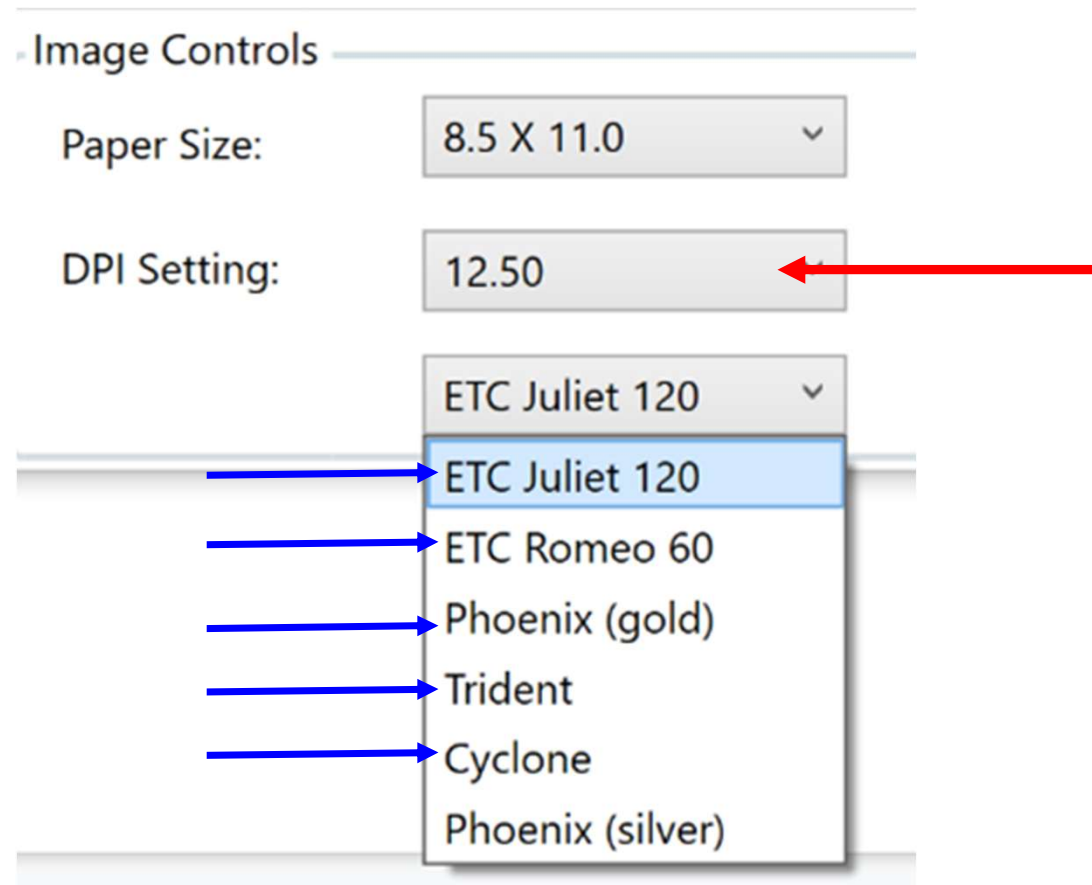 Image Controls
Paper Size:
8.5 X 11.0
DPI Setting:
12.50
ETC Juliet 120
ETC Juliet 120
ETC Romeo 60
Phoenix (gold)
Trident
Cyclone
Phoenix (silver)